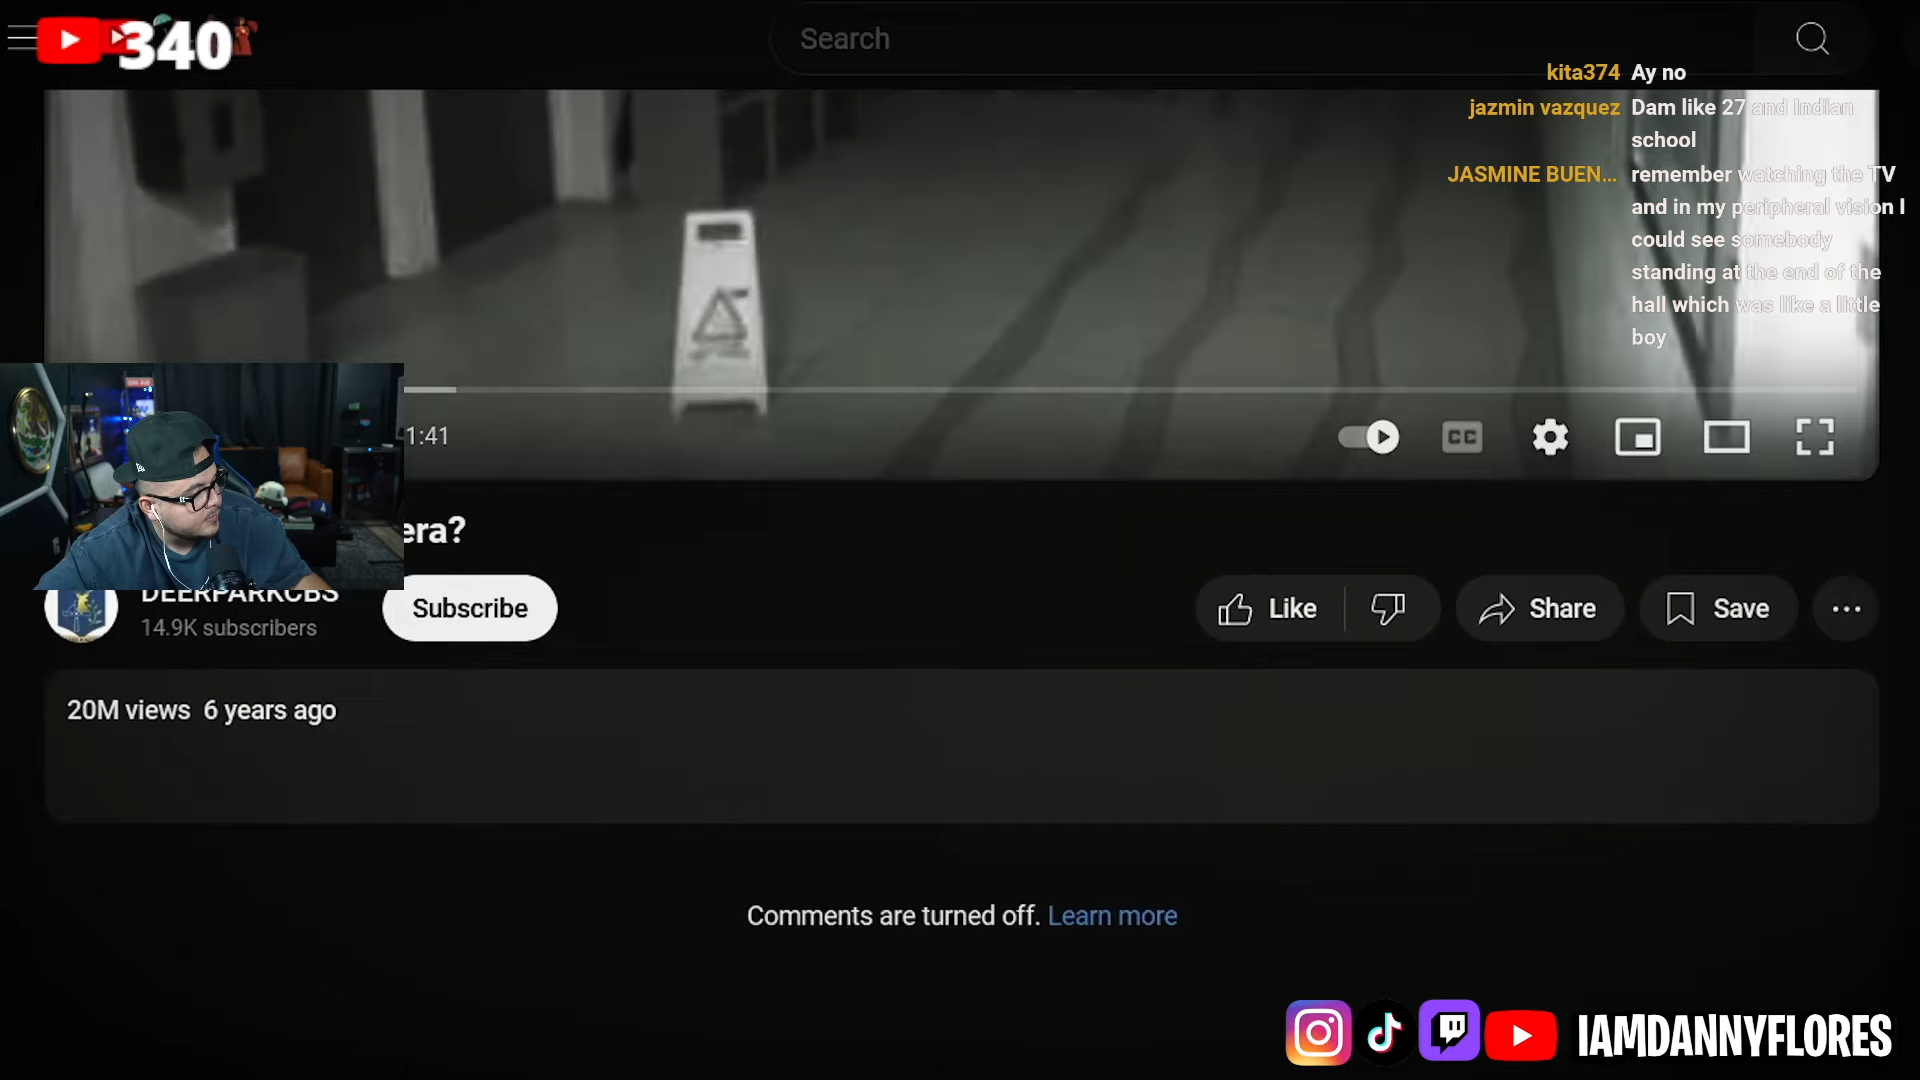 340
Search
kita374 Ay no
jazmin vazquez Dam like 27 and Indian
school
JASMINE BUEN... remember watching the TV
and in my peripheral vision I
could see somebody
standing at the end of the
hall which was like a little
boy
1:41
CC
era?
DEERPARKCBS
14.9K subscribers
Subscribe
Like
Share
Save
20M views 6 years ago
Comments are turned off. Learn more
IAMDANNYFLORES